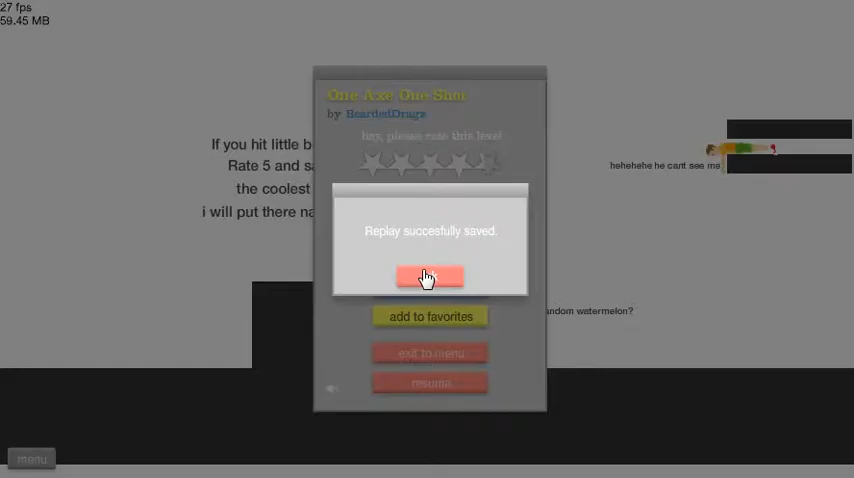 27 fps
59.45 MB
One Axe One Shot
by BeardedDragz
hey, please rate this level
If you hit little b
Rate 5 and sa
the coolest
i will put there na
hehehehe he cant see me
Replay succesfully saved.
andom watermelon?
add to favorites
exit to menu
resume
menu